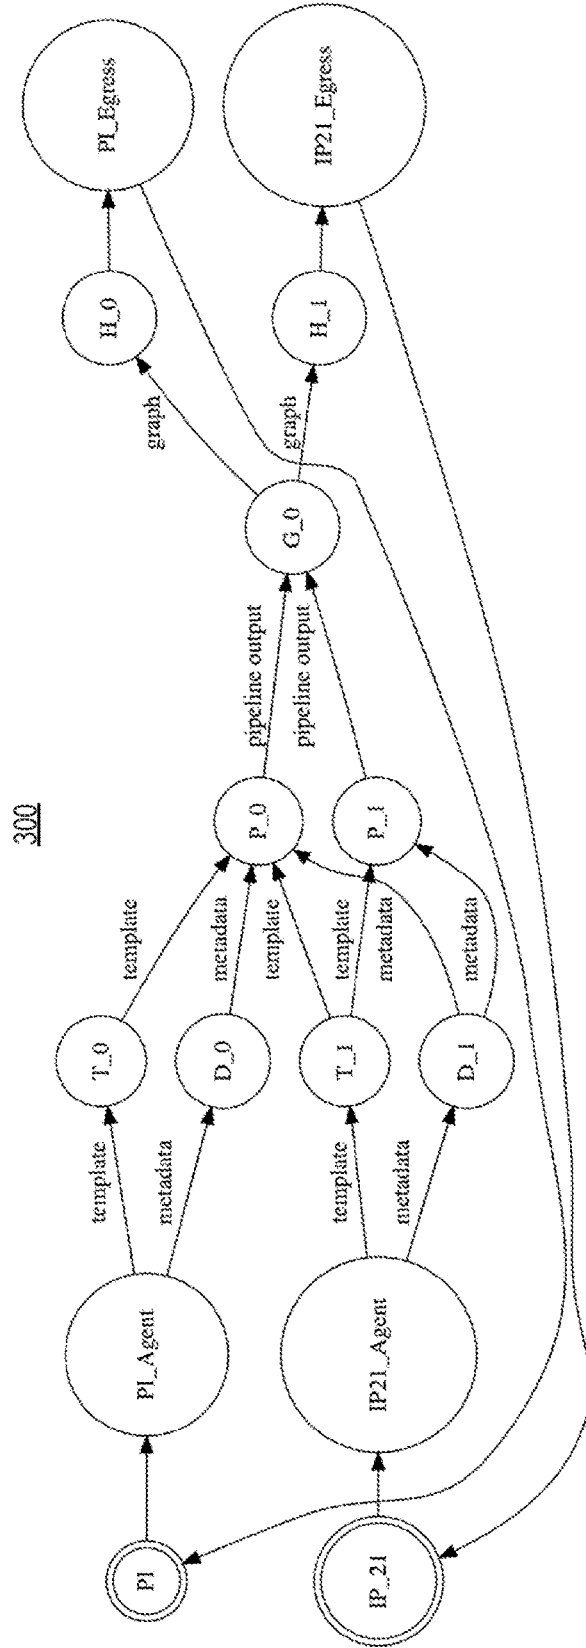 300
PI
PI_Agent
template
metadata
T_0
D_0
template
metadata
template
P_0
pipeline output
IP_21
IP21_Agent
template
metadata
T_1
D_1
template
metadata
metadata
P_1
pipeline output
G_0
graph
graph
H_0
H_1
PI_Egress
IP21_Egress